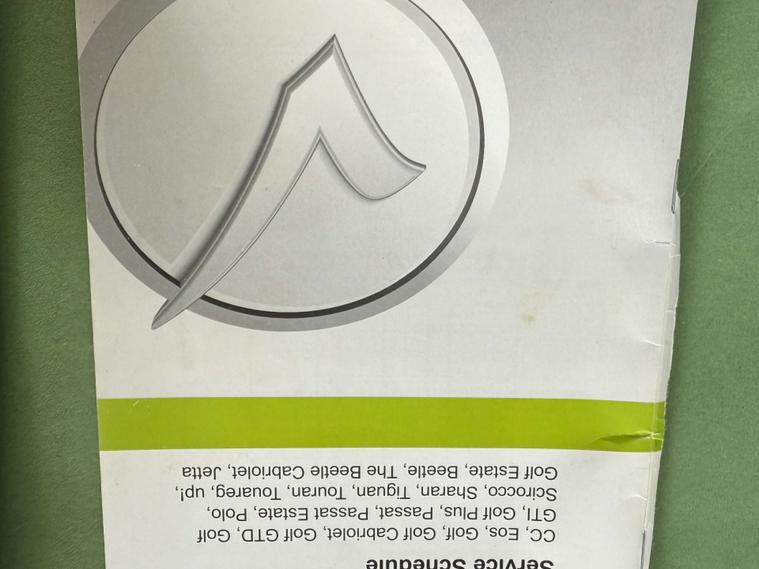 Service Schedule
CC, Eos, Golf, Golf Cabriolet, Golf GTD, Golf
GTI, Golf Plus, Passat, Passat Estate, Polo,
Scirocco, Sharan, Tiguan, Touran, Touareg, up!,
Golf Estate, Beetle, The Beetle Cabriolet, Jetta